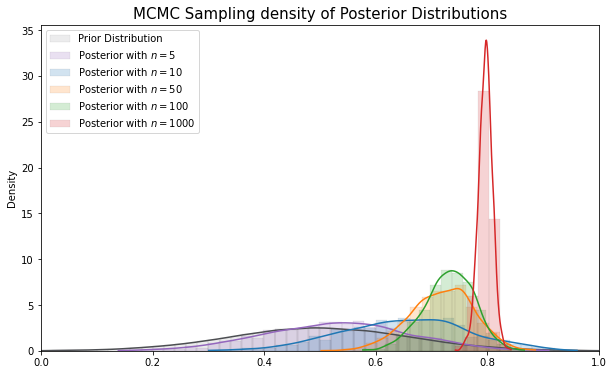 MCMC Sampling density of Posterior Distributions
35
30
25
20
15
10
5
0
Density
Prior Distribution
Posterior with n = 5
Posterior with n = 10
Posterior with n = 50
Posterior with n = 100
Posterior with n = 1000
0.0 0.2 0.4 0.6 0.8 1.0